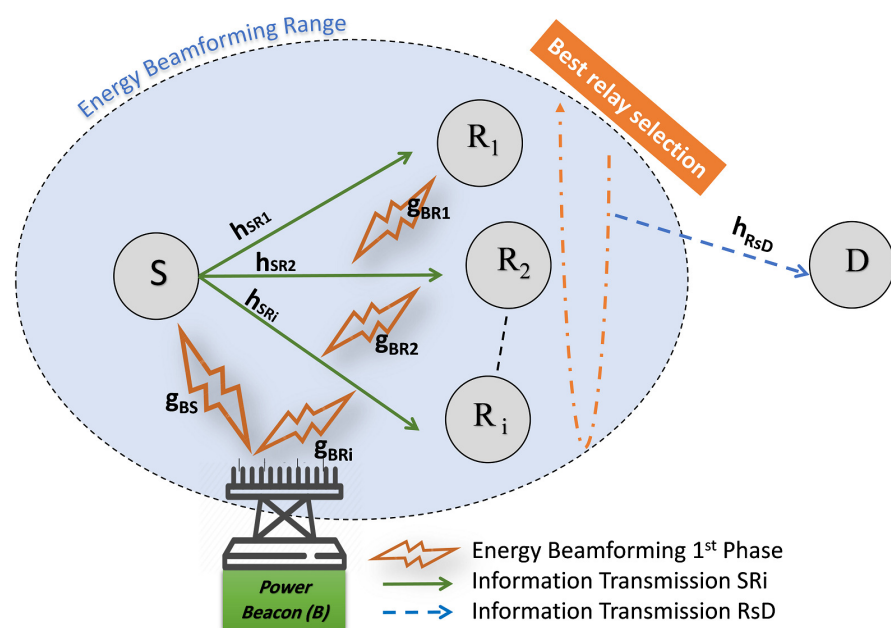 Energy Beamforming Range
Best relay selection
R1
hSR1
gBR1
hRsD
S
hSR2
R2
D
hSRi
gBR2
gBS
Ri
gBRi
Energy Beamforming 1st Phase
Information Transmission SRi
Power
Beacon (B)
Information Transmission RsD